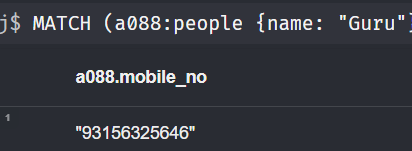 j$ MATCH (a088:people {name: "Guru"}
a088.mobile_no
1
"93156325646"